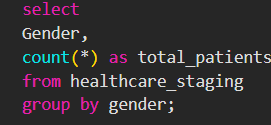 select
Gender,
count(*) as total_patients
from healthcare_staging
group by gender;